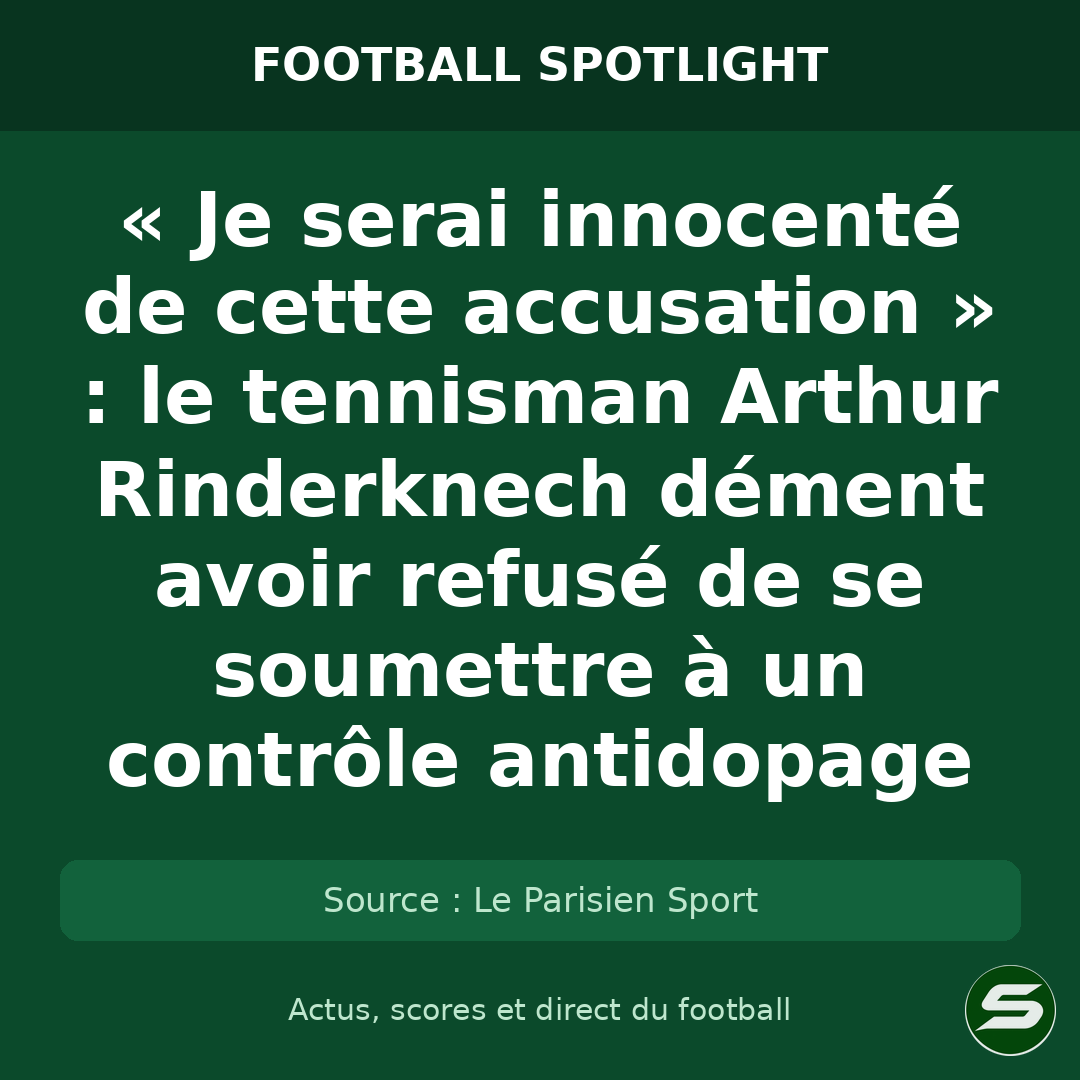 FOOTBALL SPOTLIGHT
« Je serai innocenté
de cette accusation »
: le tennisman Arthur
Rinderknech dément
avoir refusé de se
soumettre à un
contrôle antidopage
Source : Le Parisien Sport
Actus, scores et direct du football
S